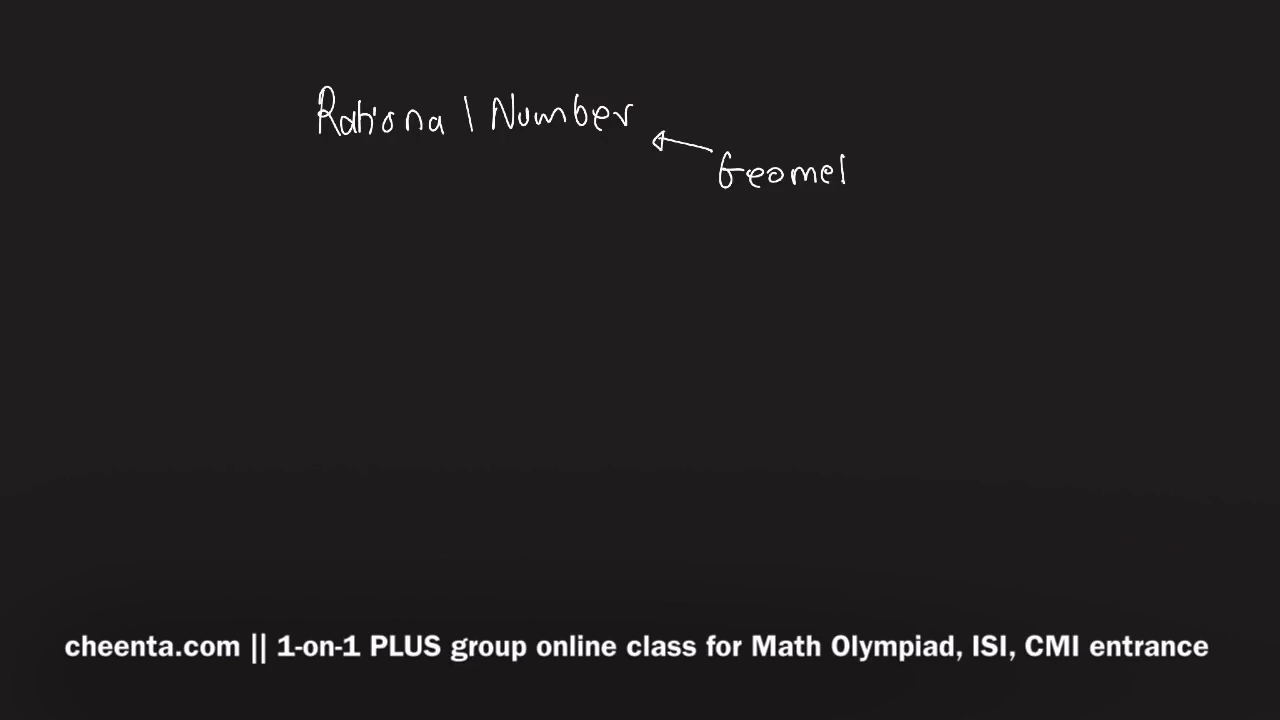 Rational Number
Geomet
cheenta.com || 1-on-1 PLUS group online class for Math Olympiad, ISI, CMI entrance